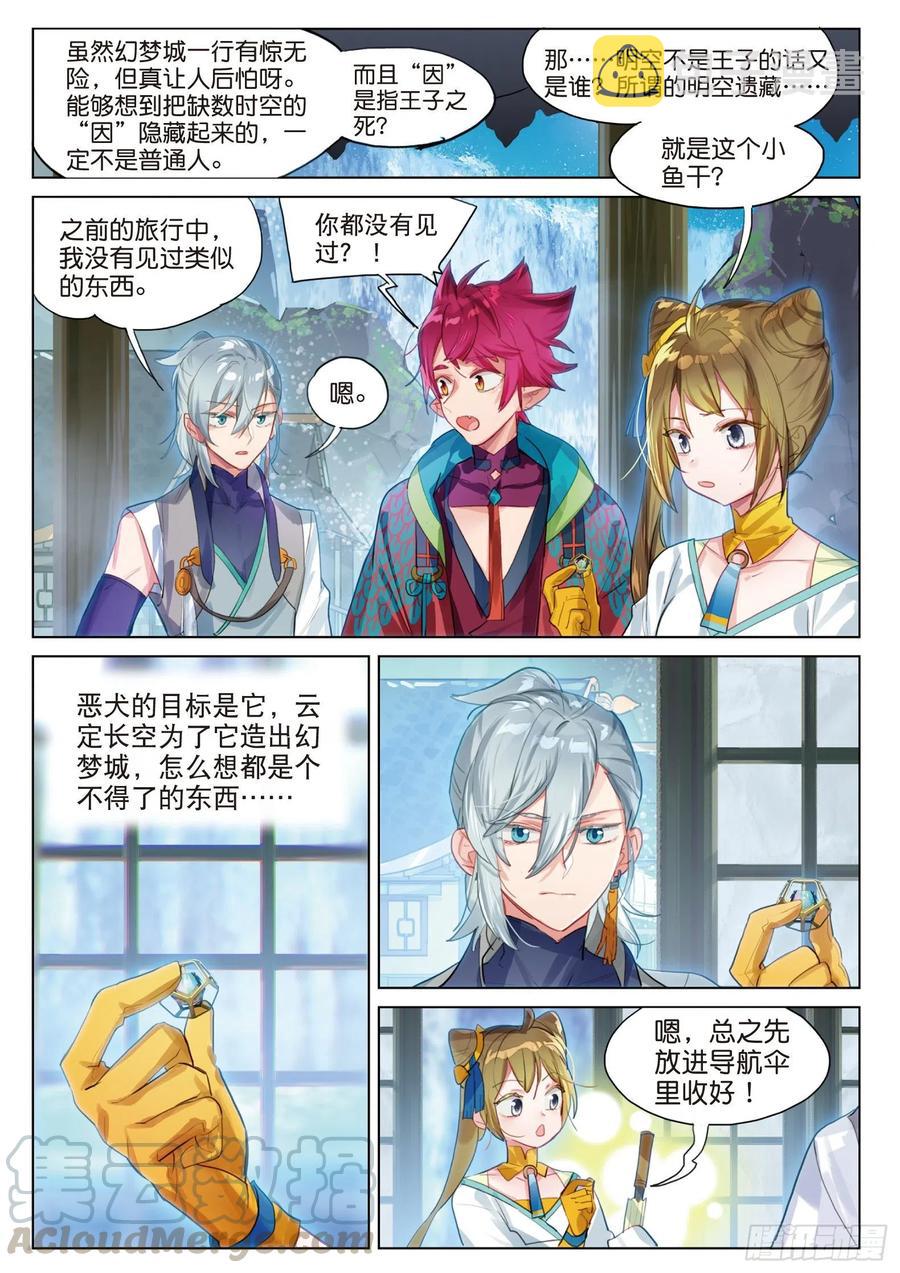 虽然幻梦城一行有惊无
险，但真让人后怕呀。
能够想到把缺数时空的
“因”隐藏起来的，一
定不是普通人。
而且“因”
是指王子之
死？
那……明空不是王子的话又
是谁？所谓的明空遗藏……
就是这个小
鱼干？
之前的旅行中，
我没有见过类似
的东西。
你都没有见
过？！
嗯。
恶犬的目标是它，云
定长空为了它造出幻
梦城，怎么想都是个
不得了的东西……
嗯，总之先
放进导航伞
里收好！
集云数据
AcloudMerge.com
腾讯动漫